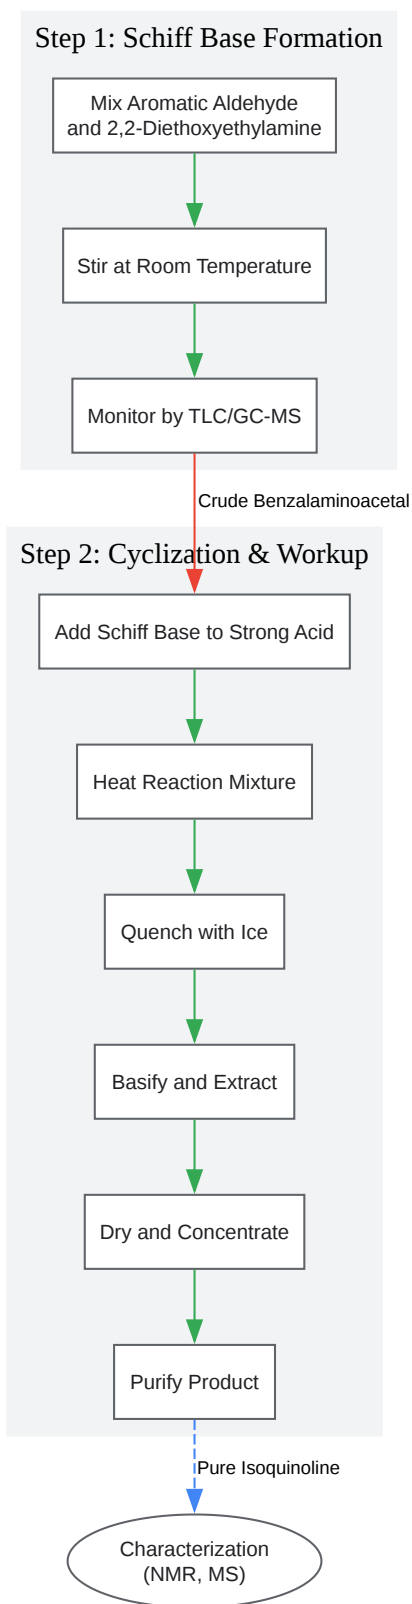 Step 1: Schiff Base Formation
Mix Aromatic Aldehyde
and 2,2-Diethoxyethylamine
Stir at Room Temperature
Monitor by TLC/GC-MS
Crude Benzalaminoacetal
Step 2: Cyclization & Workup
Add Schiff Base to Strong Acid
Heat Reaction Mixture
Quench with Ice
Basify and Extract
Dry and Concentrate
Purify Product
Pure Isoquinoline
Characterization
(NMR, MS)